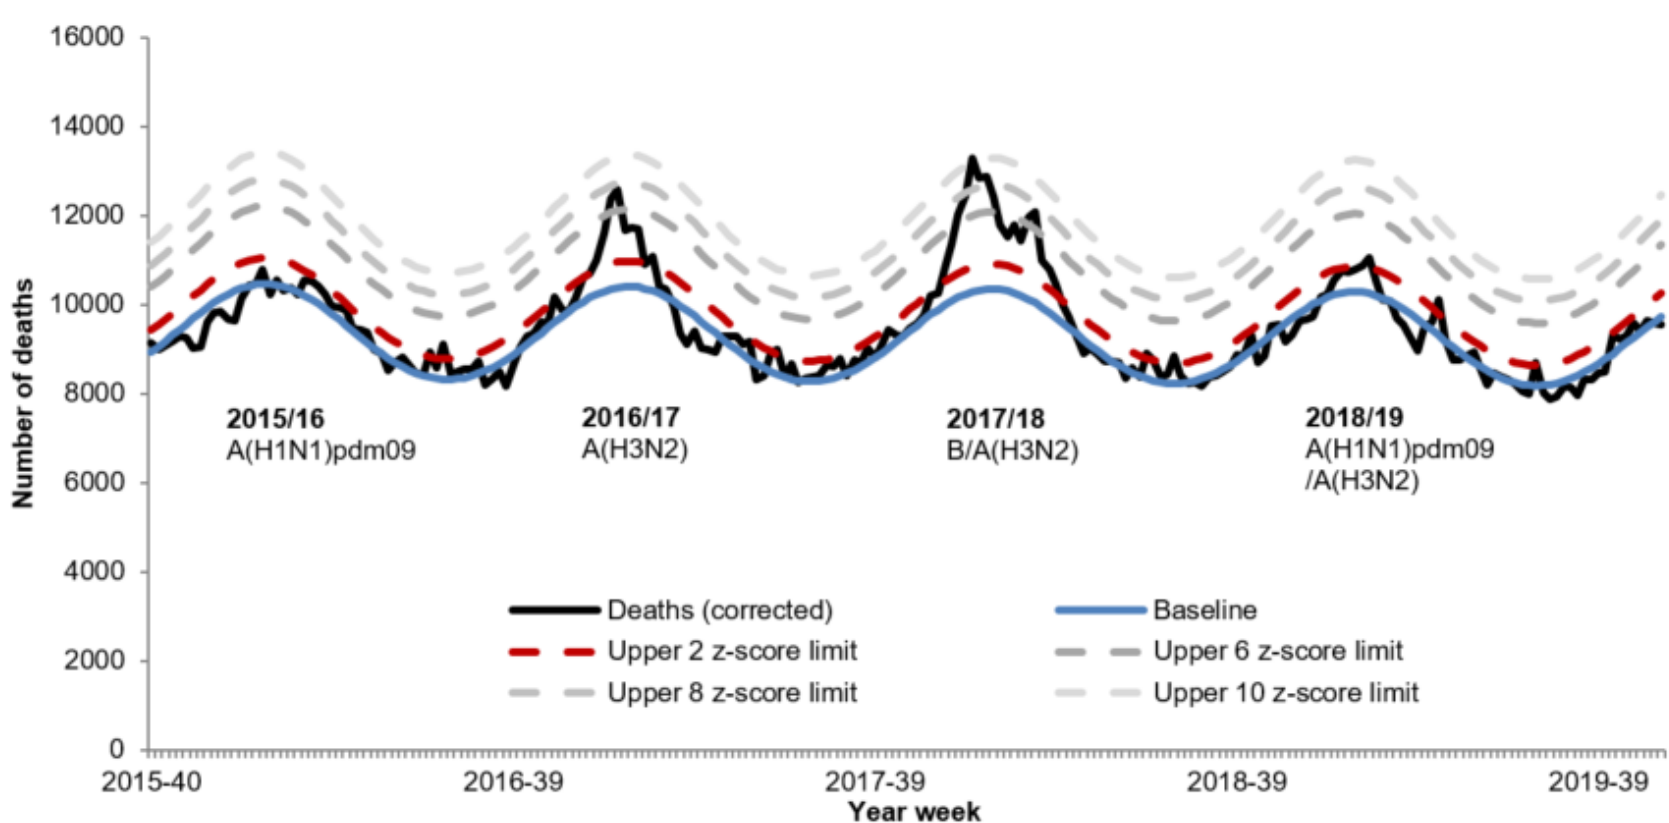 16000
14000
12000
10000
8000
6000
4000
2000
0
Number of deaths
2015/16
A(H1N1)pdm09
2016/17
A(H3N2)
2017/18
B/A(H3N2)
2018/19
A(H1N1)pdm09
/A(H3N2)
Deaths (corrected)
Baseline
Upper 2 z-score limit
Upper 6 z-score limit
Upper 8 z-score limit
Upper 10 z-score limit
2015-40
2016-39
2017-39
2018-39
2019-39
Year week